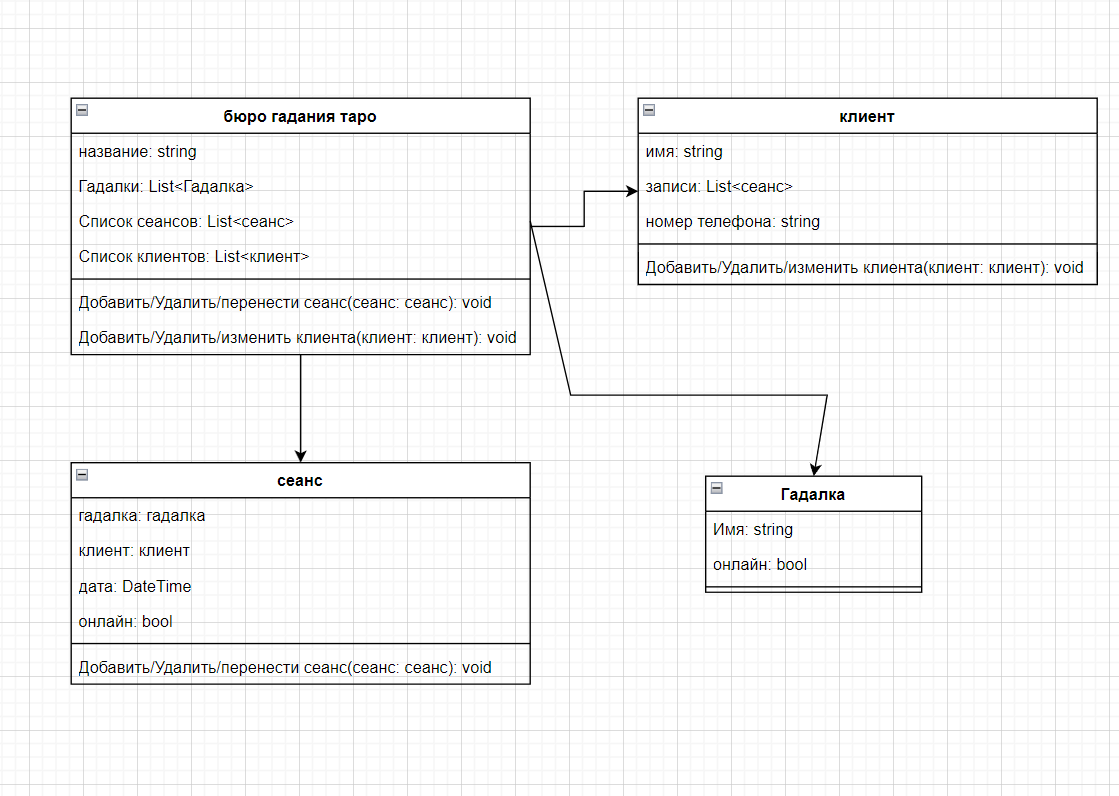 бюро гадания таро
название: string
Гадалки: List<Гадалка>
Список сеансов: List<сеанс>
Список клиентов: List<клиент>
Добавить/Удалить/перенести сеанс(сеанс: сеанс): void
Добавить/Удалить/изменить клиента(клиент: клиент): void
клиент
имя: string
записи: List<сеанс>
номер телефона: string
Добавить/Удалить/изменить клиента(клиент: клиент): void
сеанс
гадалка: гадалка
клиент: клиент
дата: DateTime
онлайн: bool
Добавить/Удалить/перенести сеанс(сеанс: сеанс): void
Гадалка
Имя: string
онлайн: bool